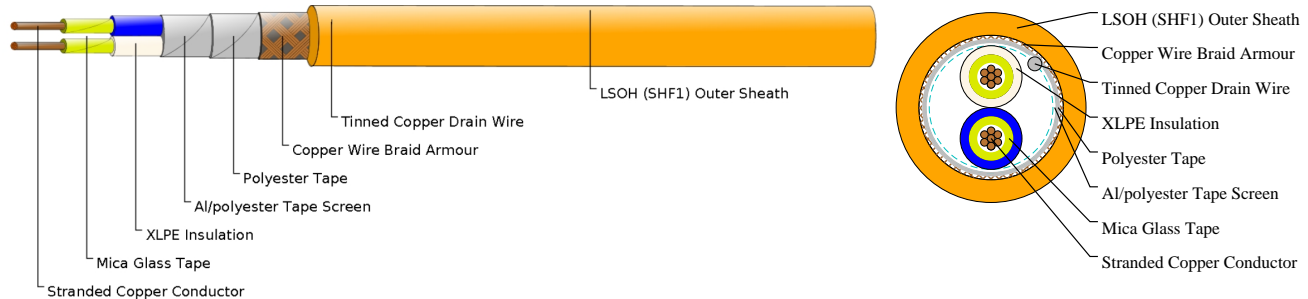 LSOH (SHF1) Outer Sheath
Tinned Copper Drain Wire
Copper Wire Braid Armour
Polyester Tape
Al/polyester Tape Screen
XLPE Insulation
Mica Glass Tape
Stranded Copper Conductor
LSOH (SHF1) Outer Sheath
Copper Wire Braid Armour
Tinned Copper Drain Wire
XLPE Insulation
Polyester Tape
Al/polyester Tape Screen
Mica Glass Tape
Stranded Copper Conductor